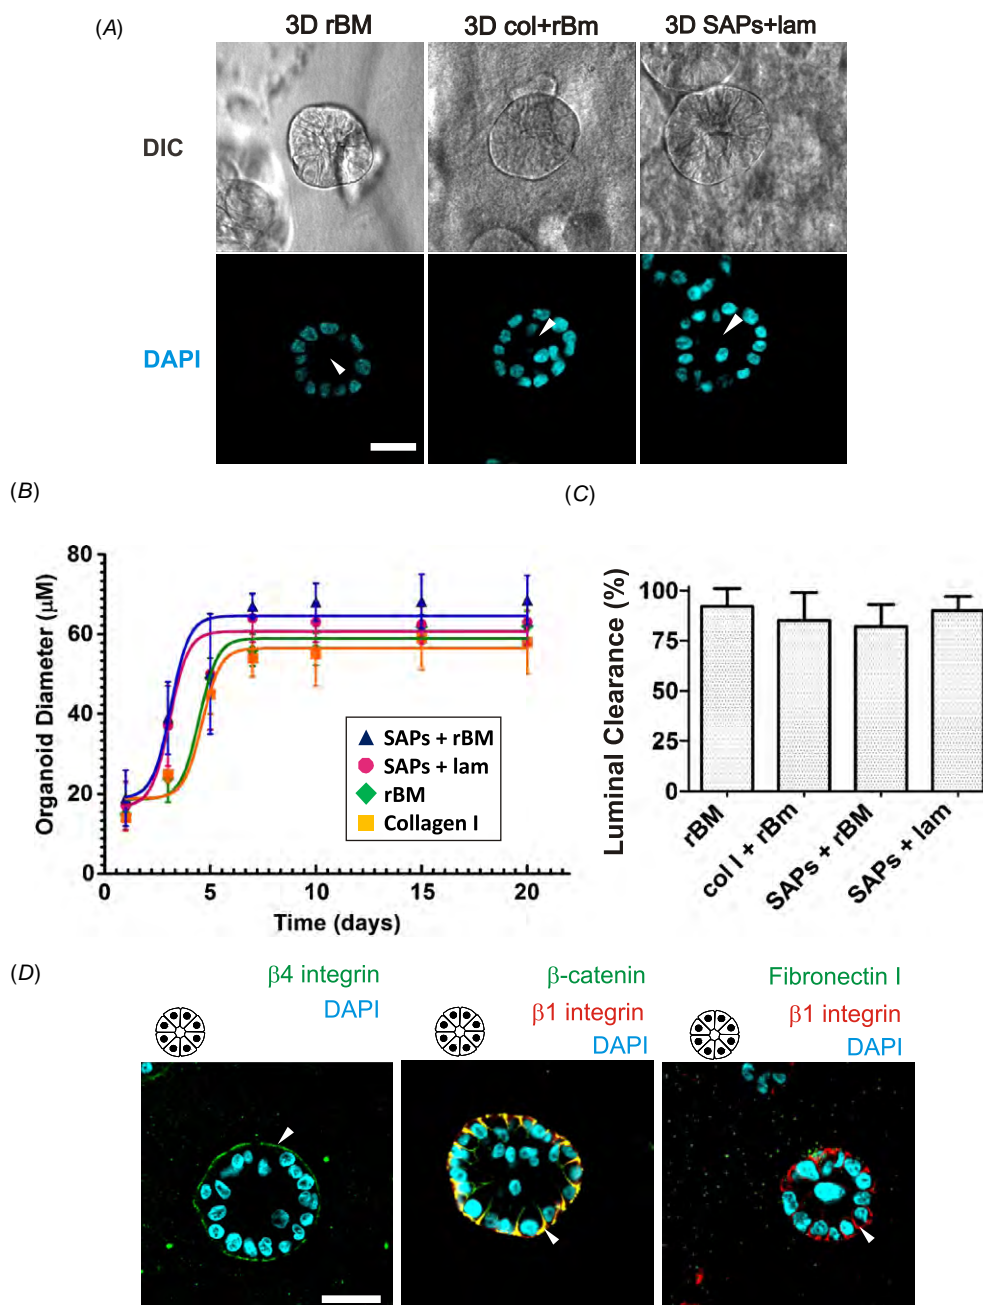 (A)
3D rBM
3D col+rBm
3D SAPs+lam
DIC
DAPI
(B)
80
60
40
20
0
Organoid Diameter (μM)
0
5
10
15
20
Time (days)
SAPs + rBM
SAPs + lam
rBM
Collagen I
(C)
100
75
50
25
0
Luminal Clearance (%)
rBM
col I + rBm
SAPs + rBM
SAPs + lam
(D)
β4 integrin
DAPI
β-catenin
β1 integrin
DAPI
Fibronectin I
β1 integrin
DAPI